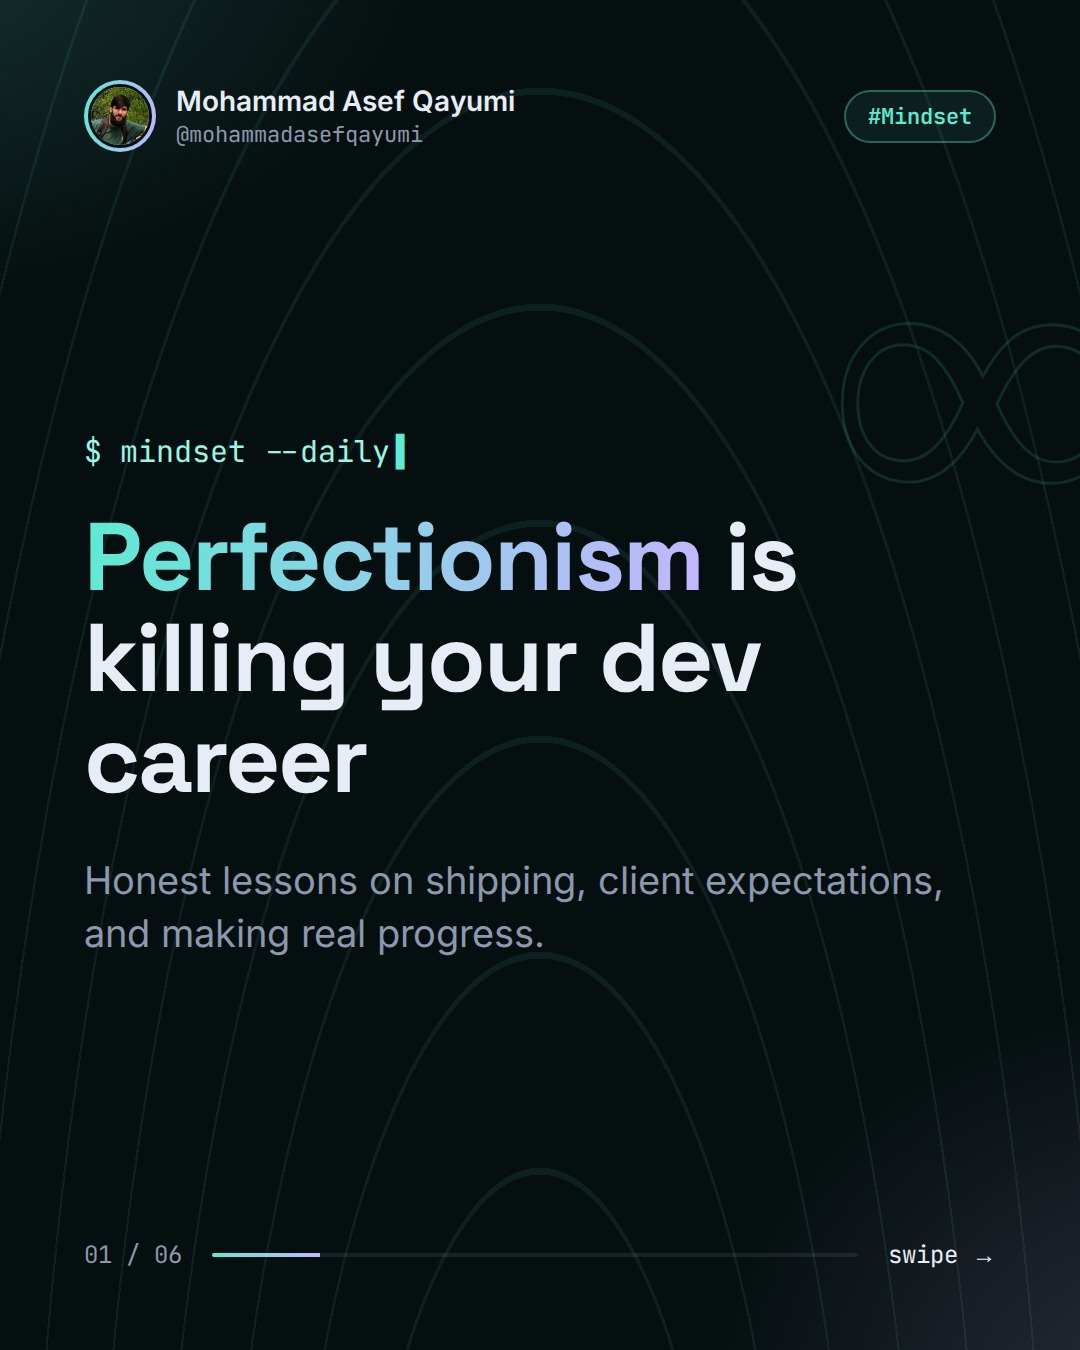 Mohammad Asef Qayumi
@mohammadasefqayumi
#Mindset
$ mindset --daily
Perfectionism is
killing your dev
career
Honest lessons on shipping, client expectations,
and making real progress.
01 / 06
swipe →